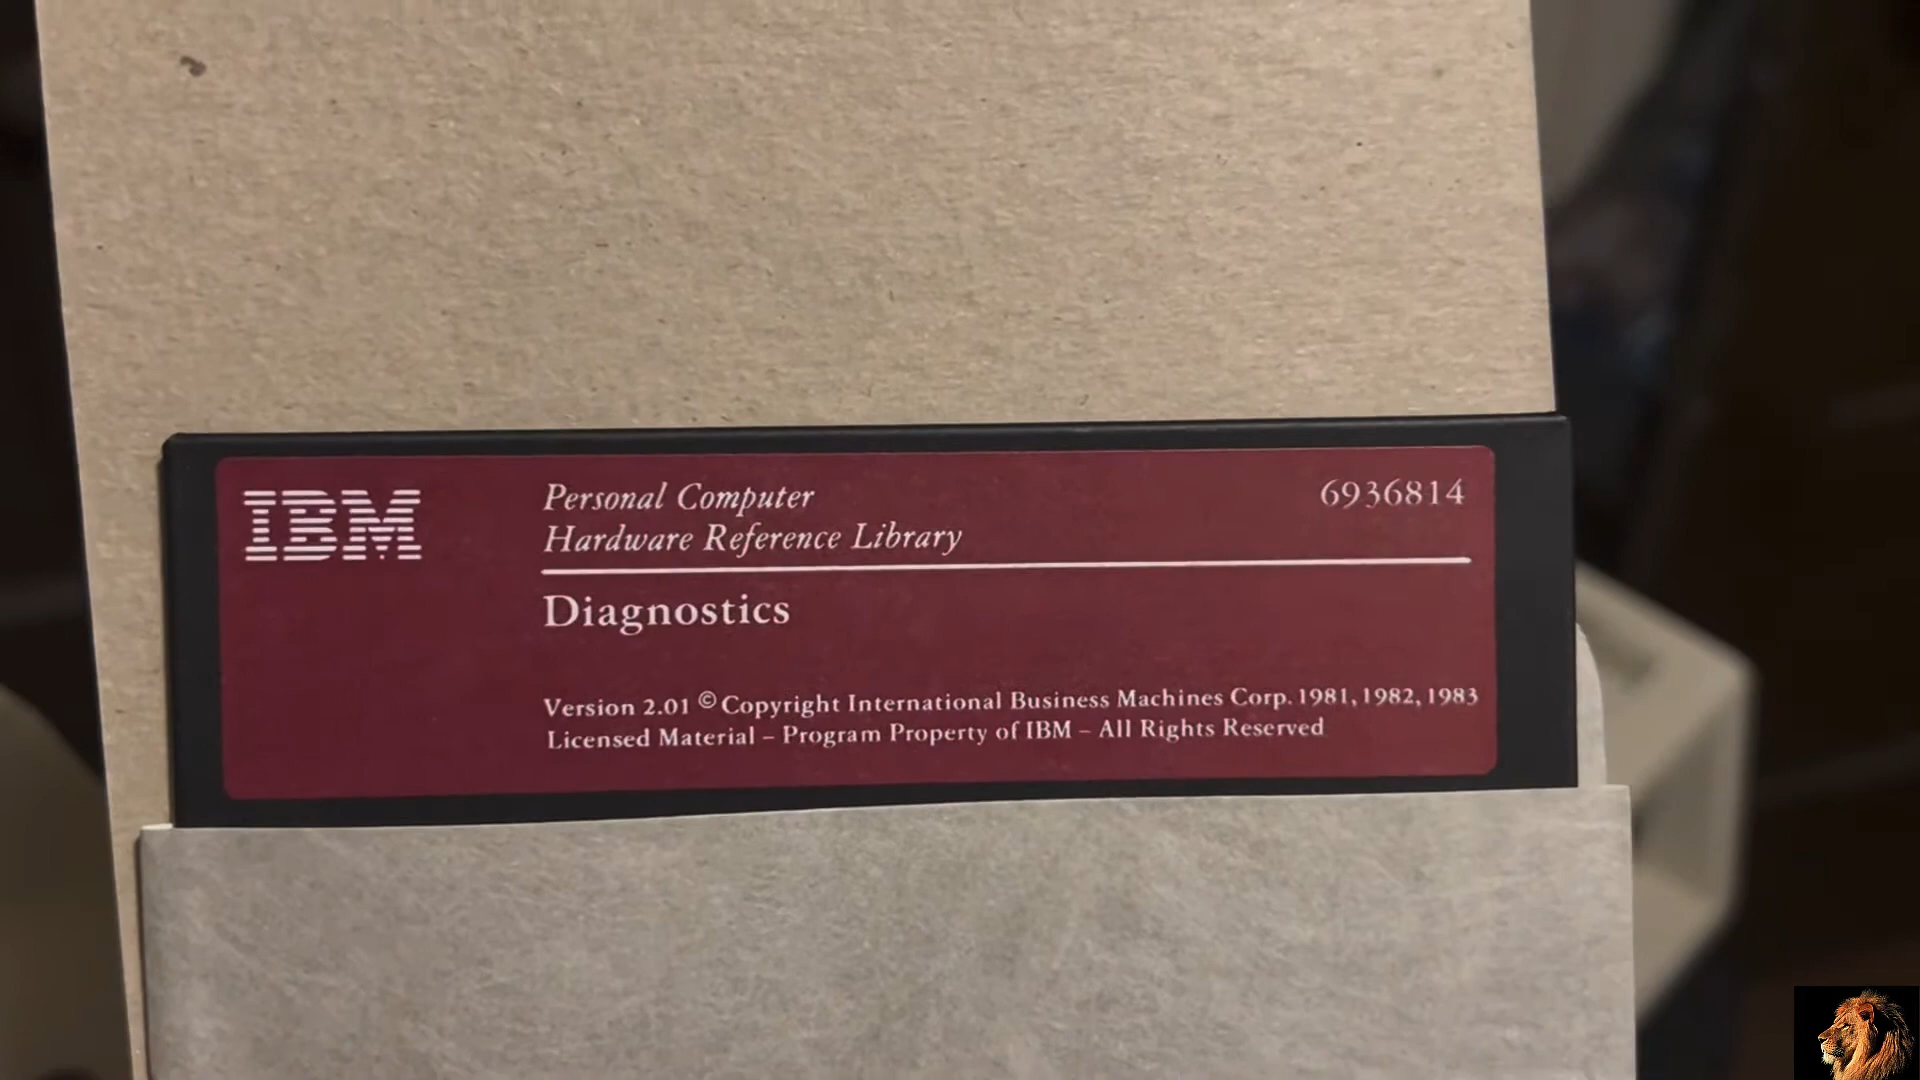 IBM
Personal Computer
Hardware Reference Library
6936814
Diagnostics
Version 2.01 © Copyright International Business Machines Corp. 1981, 1982, 1983
Licensed Material – Program Property of IBM – All Rights Reserved